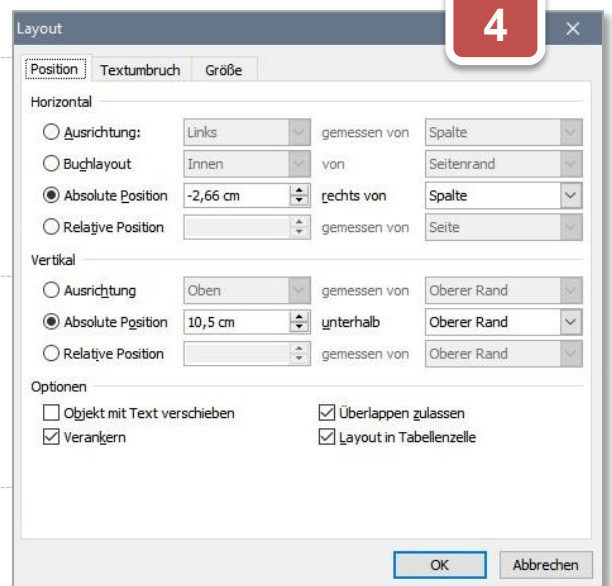 4
Layout
Position Textumbruch Größe
Horizontal
Ausrichtung: Links gemessen von Spalte
Buchlayout Innen von Seitenrand
Absolute Position -2,66 cm rechts von Spalte
Relative Position gemessen von Seite
Vertikal
Ausrichtung Oben gemessen von Oberer Rand
Absolute Position 10,5 cm unterhalb Oberer Rand
Relative Position gemessen von Oberer Rand
Optionen
Objekt mit Text verschieben Überlappen zulassen
Verankern Layout in Tabellenzelle
OK Abbrechen